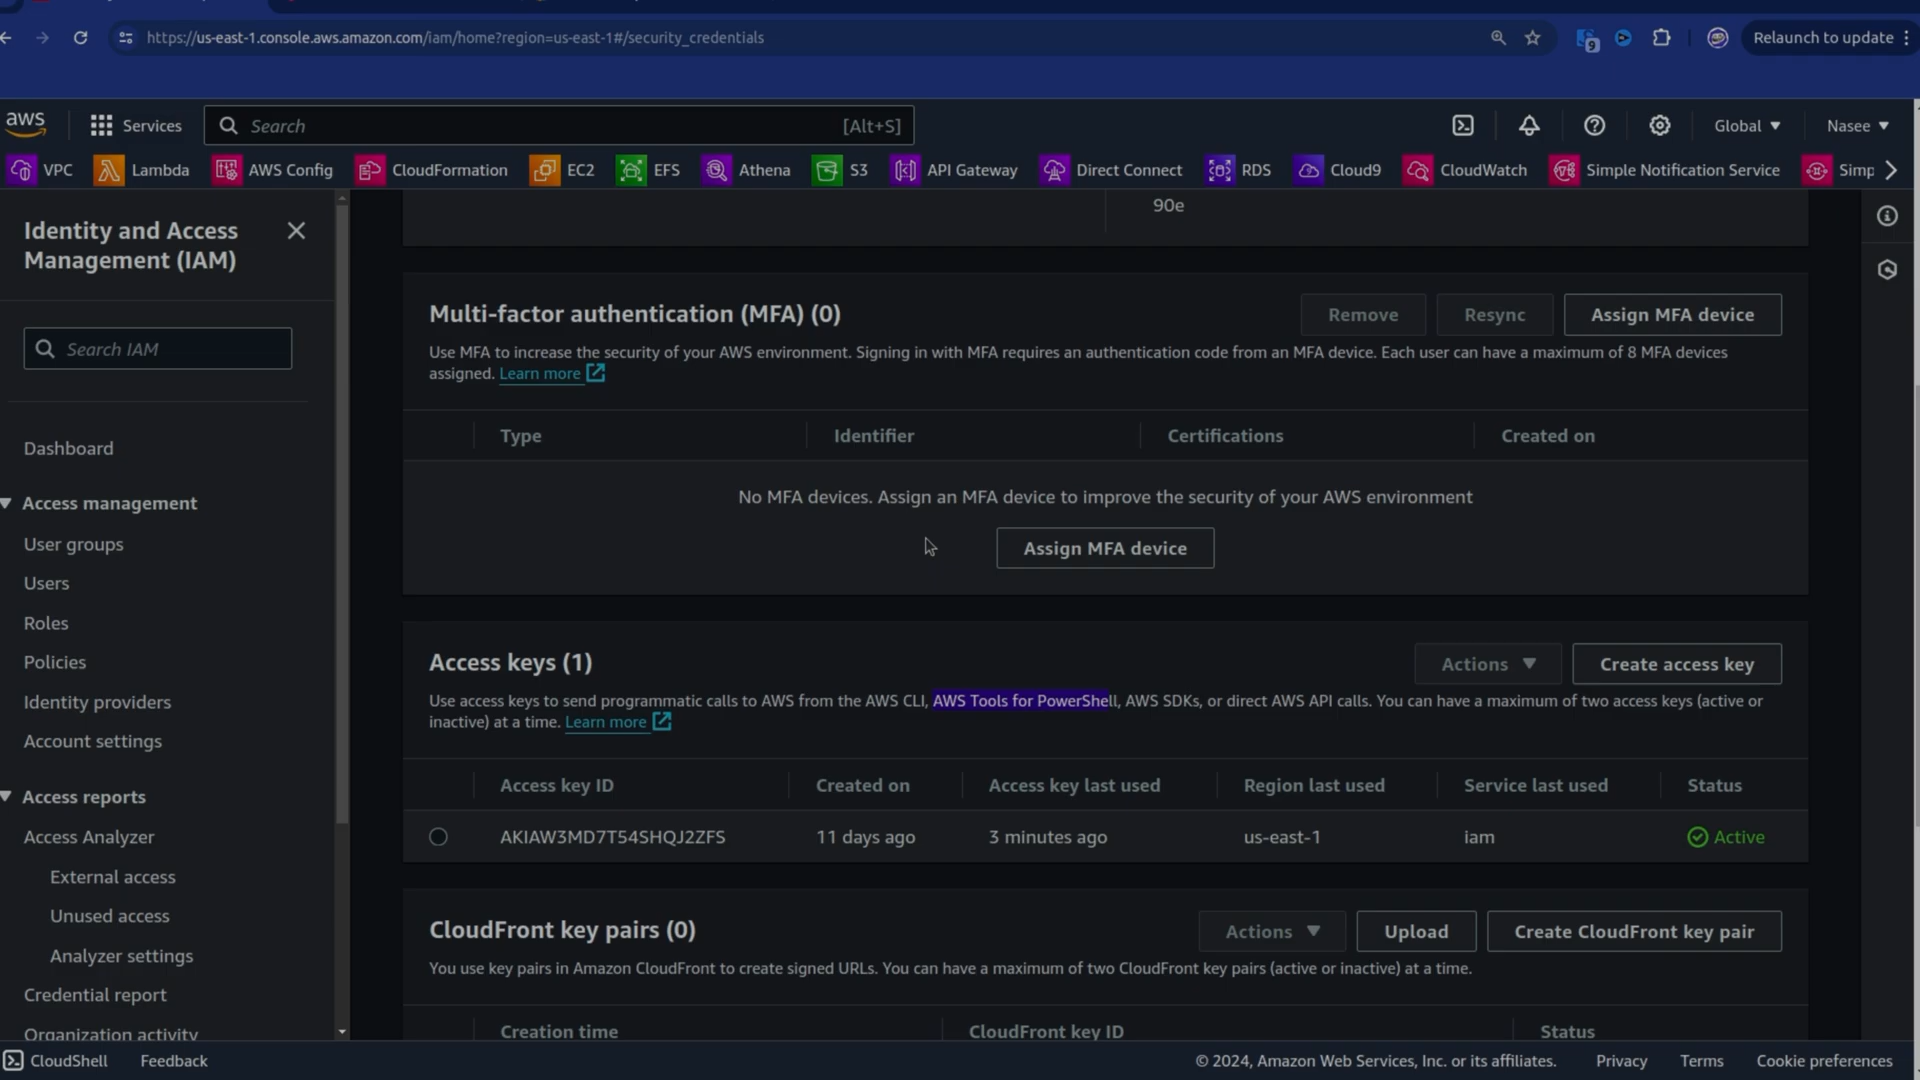 https://us-east-1.console.aws.amazon.com/iam/home?region=us-east-1#/security_credentials
9
Relaunch to update
aws
Services
Search
[Alt+S]
Global
Nasee
VPC
Lambda
AWS Config
CloudFormation
EC2
EFS
Athena
S3
API Gateway
Direct Connect
RDS
Cloud9
CloudWatch
Simple Notification Service
Simp
Identity and Access
Management (IAM)
Search IAM
Dashboard
Access management
User groups
Users
Roles
Policies
Identity providers
Account settings
Access reports
Access Analyzer
External access
Unused access
Analyzer settings
Credential report
Organization activity
90e
Multi-factor authentication (MFA) (0)
Remove
Resync
Assign MFA device
Use MFA to increase the security of your AWS environment. Signing in with MFA requires an authentication code from an MFA device. Each user can have a maximum of 8 MFA devices
assigned. Learn more
Type
Identifier
Certifications
Created on
No MFA devices. Assign an MFA device to improve the security of your AWS environment
Assign MFA device
Access keys (1)
Actions
Create access key
Use access keys to send programmatic calls to AWS from the AWS CLI, AWS Tools for PowerShell, AWS SDKs, or direct AWS API calls. You can have a maximum of two access keys (active or
inactive) at a time. Learn more
Access key ID
Created on
Access key last used
Region last used
Service last used
Status
AKIAW3MD7T54SHQJ2ZFS
11 days ago
3 minutes ago
us-east-1
iam
Active
CloudFront key pairs (0)
Actions
Upload
Create CloudFront key pair
You use key pairs in Amazon CloudFront to create signed URLs. You can have a maximum of two CloudFront key pairs (active or inactive) at a time.
Creation time
CloudFront key ID
Status
CloudShell
Feedback
© 2024, Amazon Web Services, Inc. or its affiliates.
Privacy
Terms
Cookie preferences